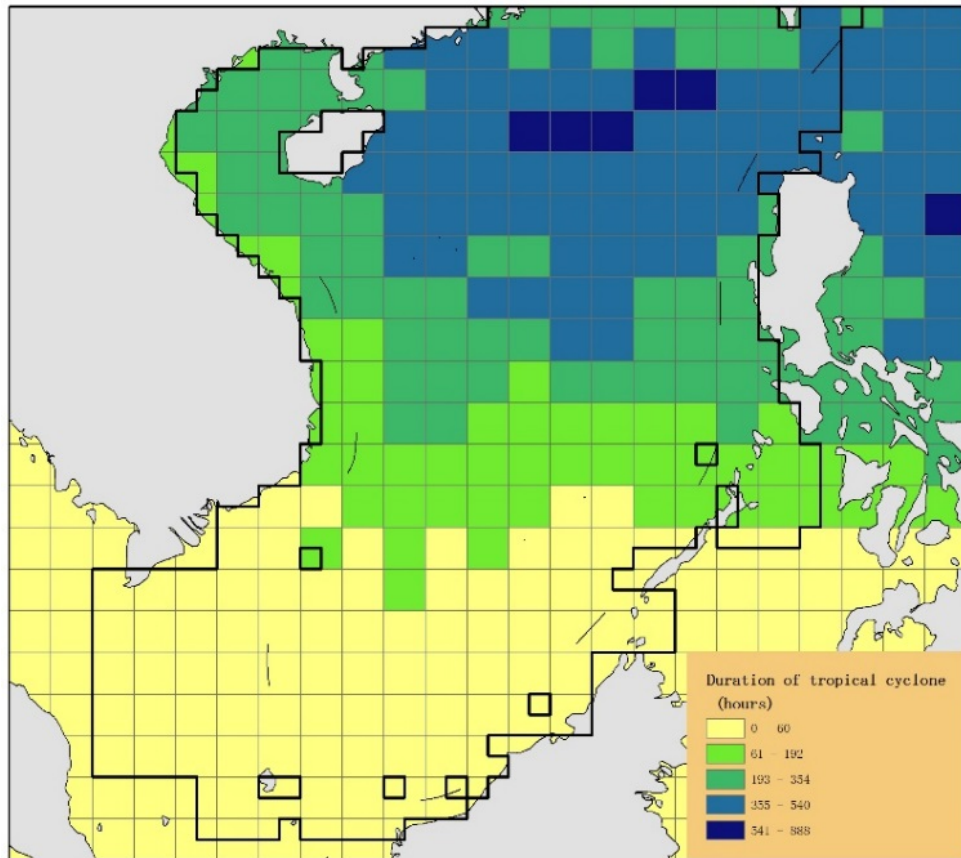 Duration of tropical cyclone
(hours)
0 60
61 - 192
193 - 354
355 - 540
541 - 888